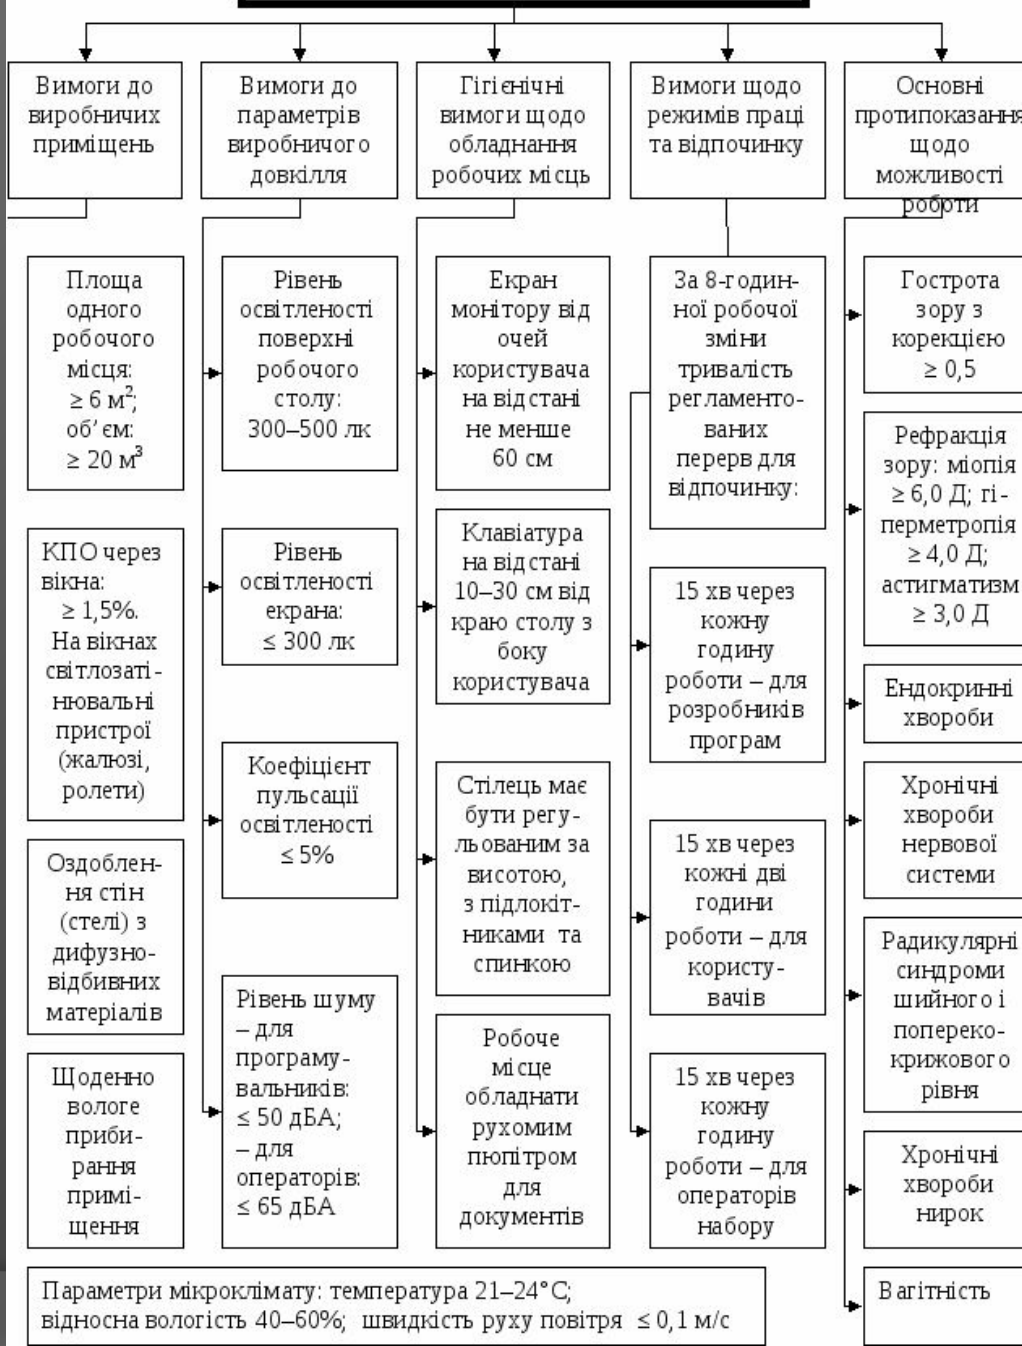 Вимоги до
виробничих
приміщень
Вимоги до
параметрів
виробничого
довкілля
Гігієнічні
вимоги щодо
обладнання
робочих місць
Вимоги щодо
режимів праці
та відпочинку
Основні
протипоказання
щодо
можливості
роботи
Площа
одного
робочого
місця:
≥ 6 м²;
об’єм:
≥ 20 м³
КПО через
вікна:
≥ 1,5%.
На вікнах
світлозаті-
нювальні
пристрої
(жалюзі,
ролети)
Оздоблен-
ня стін
(стелі) з
дифузно-
відбивних
матеріалів
Щоденно
вологе
приби-
рання
примі-
щення
Рівень
освітленості
поверхні
робочого
столу:
300–500 лк
Рівень
освітленості
екрана:
≤ 300 лк
Коефіцієнт
пульсації
освітленості
≤ 5%
Рівень шуму
– для
програму-
вальників:
≤ 50 дБА;
– для
операторів:
≤ 65 дБА
Екран
монітору від
очей
користувача
на відстані
не менше
60 см
Клавіатура
на відстані
10–30 см від
краю столу з
боку
користувача
Стілець має
бути регу-
льованим за
висотою,
з підлокіт-
никами та
спинкою
Робоче
місце
обладнати
рухомим
пюпітром
для
документів
За 8-годин-
ної робочої
зміни
тривалість
регламенто-
ваних
перерв для
відпочинку:
15 хв через
кожну
годину
роботи – для
розробників
програм
15 хв через
кожні дві
години
роботи – для
користу-
вачів
15 хв через
кожну
годину
роботи – для
операторів
набору
Гострота
зору з
корекцією
≥ 0,5
Рефракція
зору: міопія
≥ 6,0 Д; гі-
перметропія
≥ 4,0 Д;
астигматизм
≥ 3,0 Д
Ендокринні
хвороби
Хронічні
хвороби
нервової
системи
Радикулярні
синдроми
шийного і
попереко-
крижового
рівня
Хронічні
хвороби
нирок
Вагітність
Параметри мікроклімату: температура 21–24°С;
відносна вологість 40–60%; швидкість руху повітря ≤ 0,1 м/с